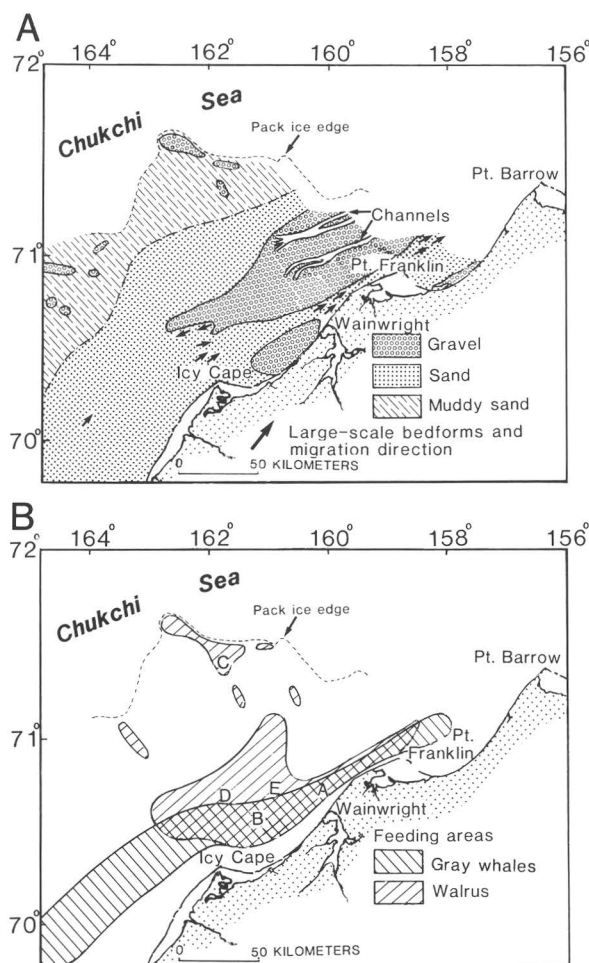 A
164° 162° 160° 158° 156°
72°
Sea
Chukchi
Pack ice edge
Pt. Barrow
Channels
71°
Pt. Franklin
Wainwright
Gravel
Icy Cape
Sand
Muddy sand
70°
Large-scale bedforms and
migration direction
0 50 KILOMETERS
B
164° 162° 160° 158° 156°
72°
Sea
Chukchi
Pack ice edge
C
Pt. Barrow
71°
Pt.
Franklin
D E A
B
Wainwright
Feeding areas
Icy Cape
Gray whales
Walrus
70°
0 50 KILOMETERS